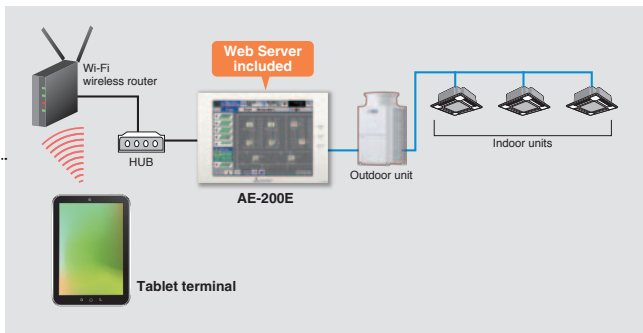 Web Server
included
Wi-Fi
wireless router
HUB
AE-200E
Outdoor unit
Indoor units
Tablet terminal